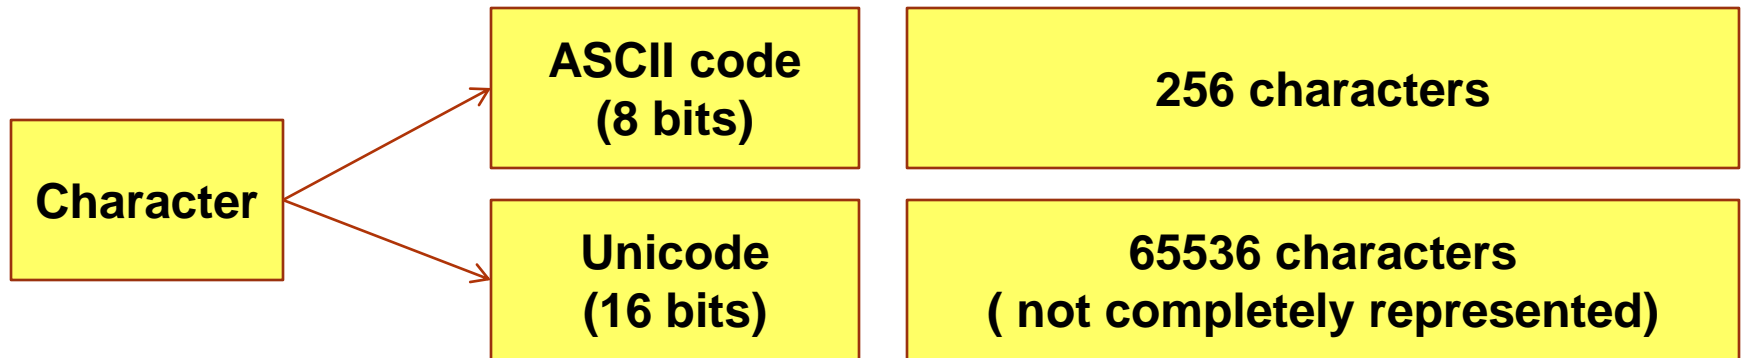 Character
ASCII code
(8 bits)
256 characters
Unicode
(16 bits)
65536 characters
( not completely represented)